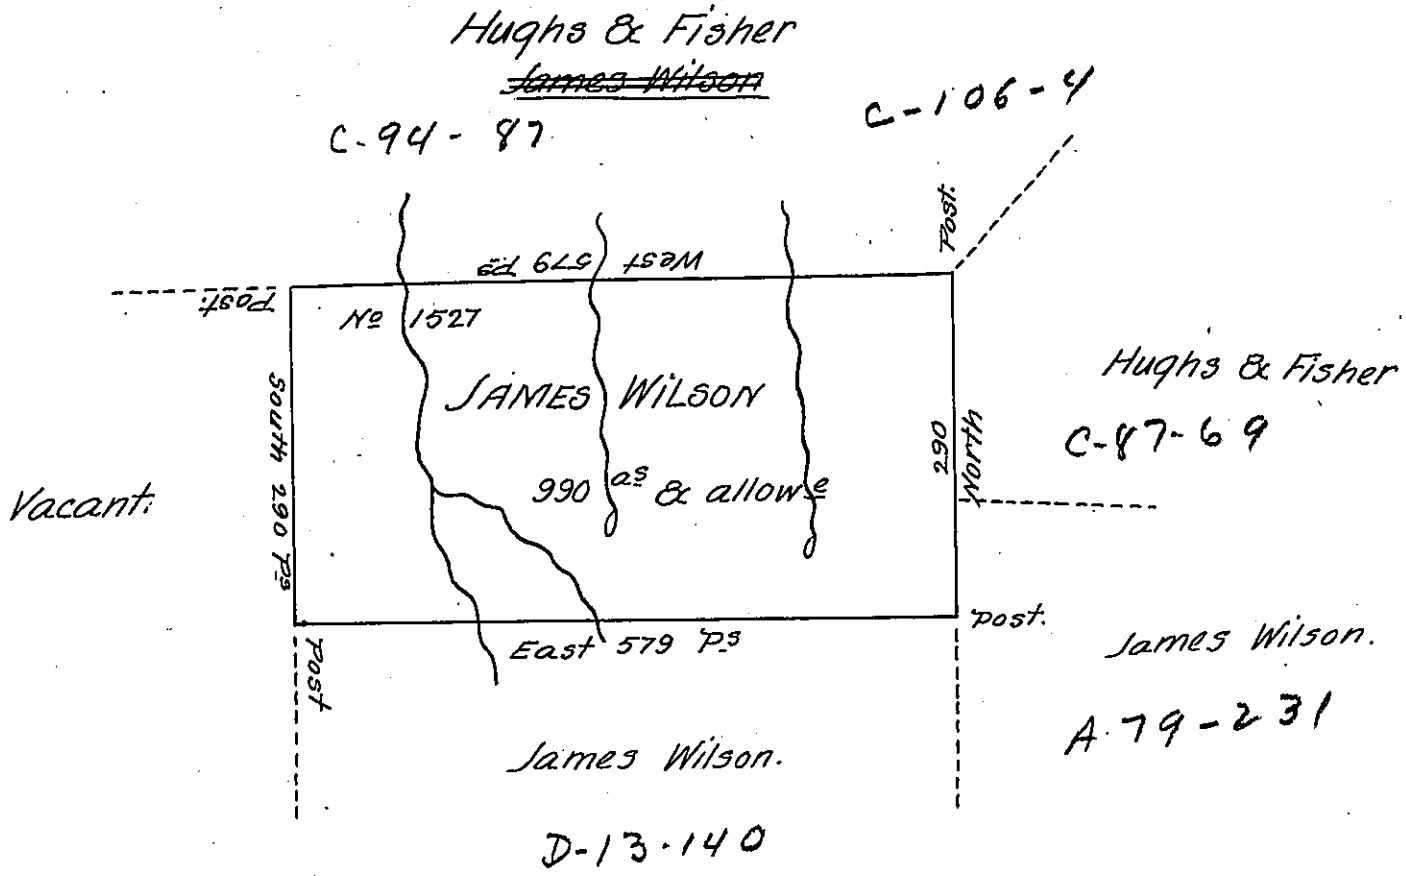 Hughs & Fisher
James Wilson
C-94-87
C-106-4
Post.
West 579 Ps
Post.
No 1527
JAMES WILSON
990 as & allowe
South 290 Ps
290
North
Hughs & Fisher
C-87-69
Vacant.
Post
East 579 Ps
Post.
James Wilson.
A.79-231
James Wilson.
D-13-140